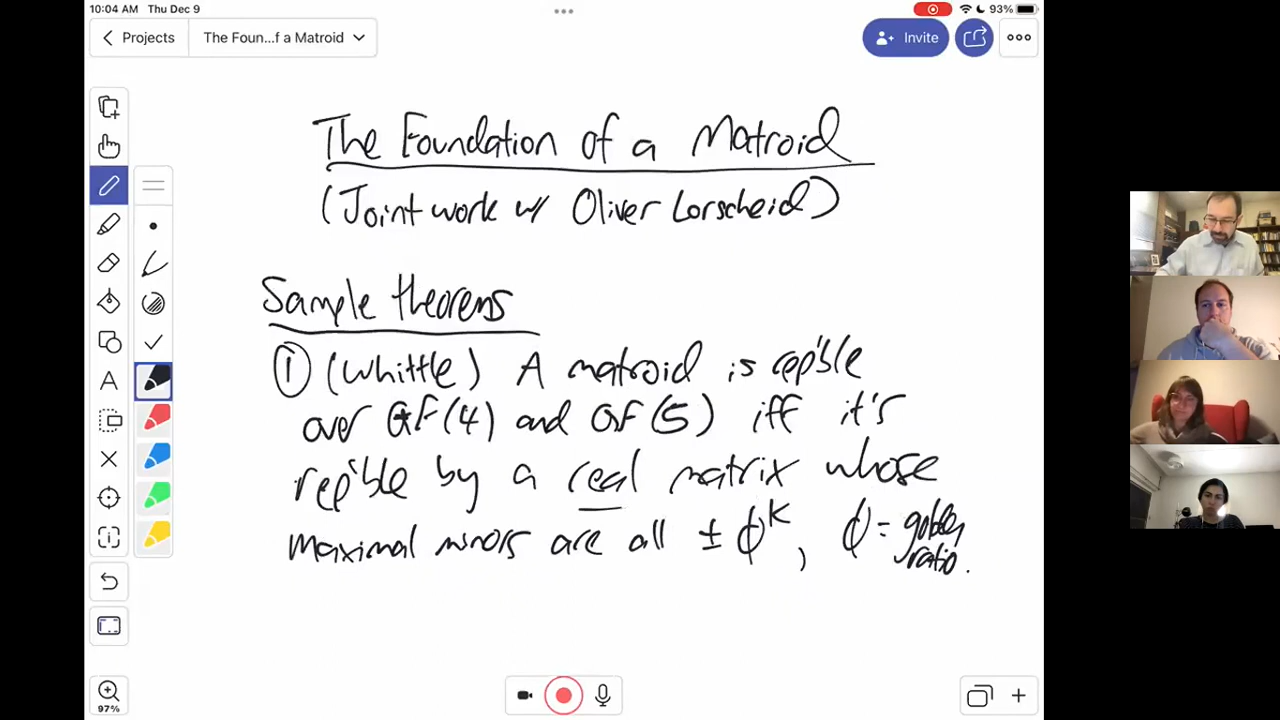 10:04 AM Thu Dec 9
93%
Projects
The Foun...f a Matroid
Invite
The Foundation of a Matroid
(Joint work w/ Oliver Lorscheid)
Sample theorems
① (Whittle) A matroid is rep'ble
over GF(4) and GF(5) iff it's
rep'ble by a real matrix whose
maximal minors are all ± ϕ^k, ϕ = golden
ratio.
97%